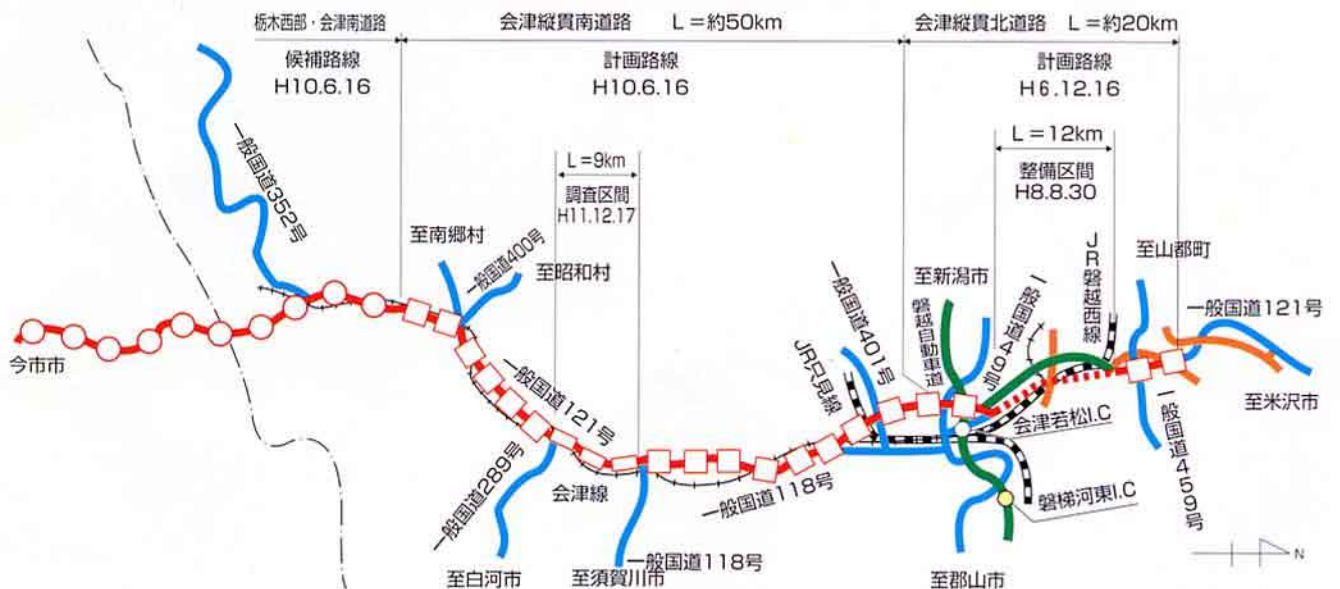 栃木西部・会津南道路
候補路線
H10.6.16
会津縦貫南道路 L=約50km
計画路線
H10.6.16
会津縦貫北道路 L=約20km
計画路線
H6.12.16
L=9km
調査区間
H11.12.17
L=12km
整備区間
H8.8.30
一般国道352号
至南郷村
一般国道400号
至昭和村
今市市
一般国道121号
一般国道289号
会津線
至白河市
至須賀川市
一般国道118号
一般国道118号
JR只見線
一般国道401号
至新潟市
磐越自動車道
一般国道49号
JR磐越西線
至山都町
一般国道121号
至米沢市
会津若松I.C
磐梯河東I.C
一般国道459号
至郡山市
N